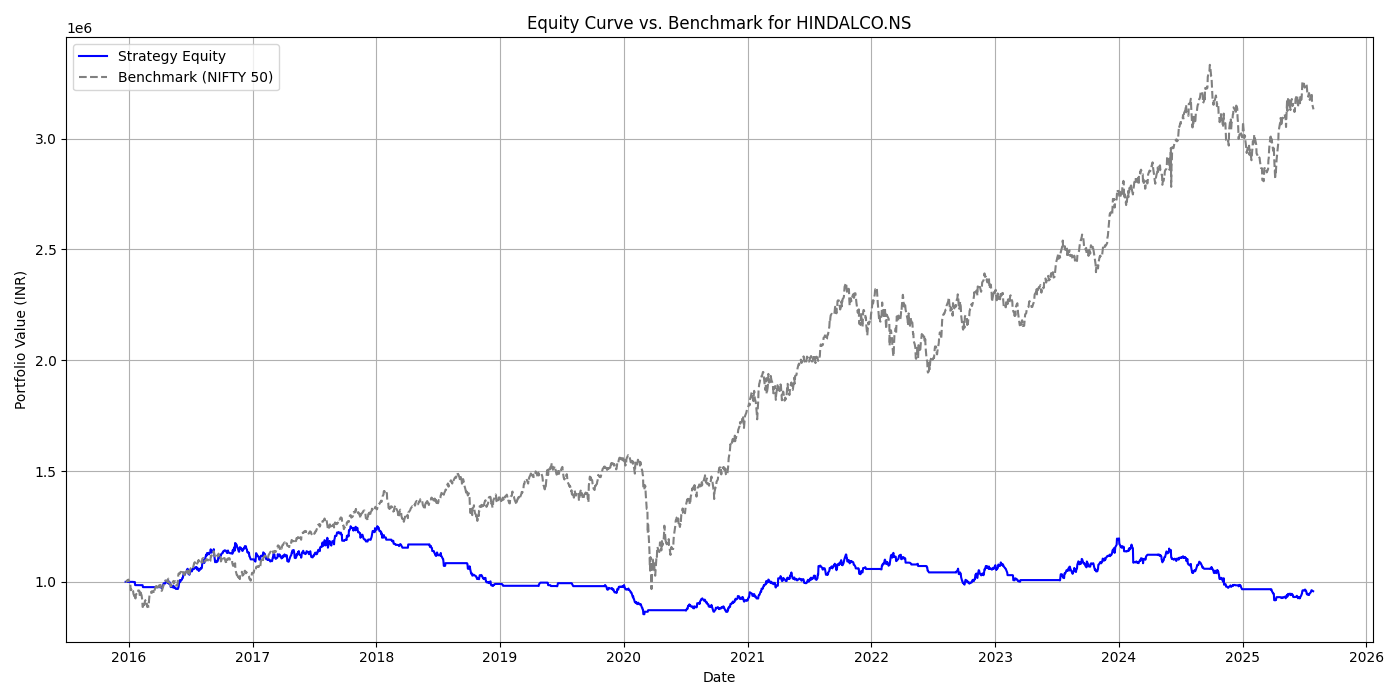 Equity Curve vs. Benchmark for HINDALCO.NS
1e6
Strategy Equity
Benchmark (NIFTY 50)
3.0
2.5
2.0
1.5
1.0
Portfolio Value (INR)
2016 2017 2018 2019 2020 2021 2022 2023 2024 2025 2026
Date